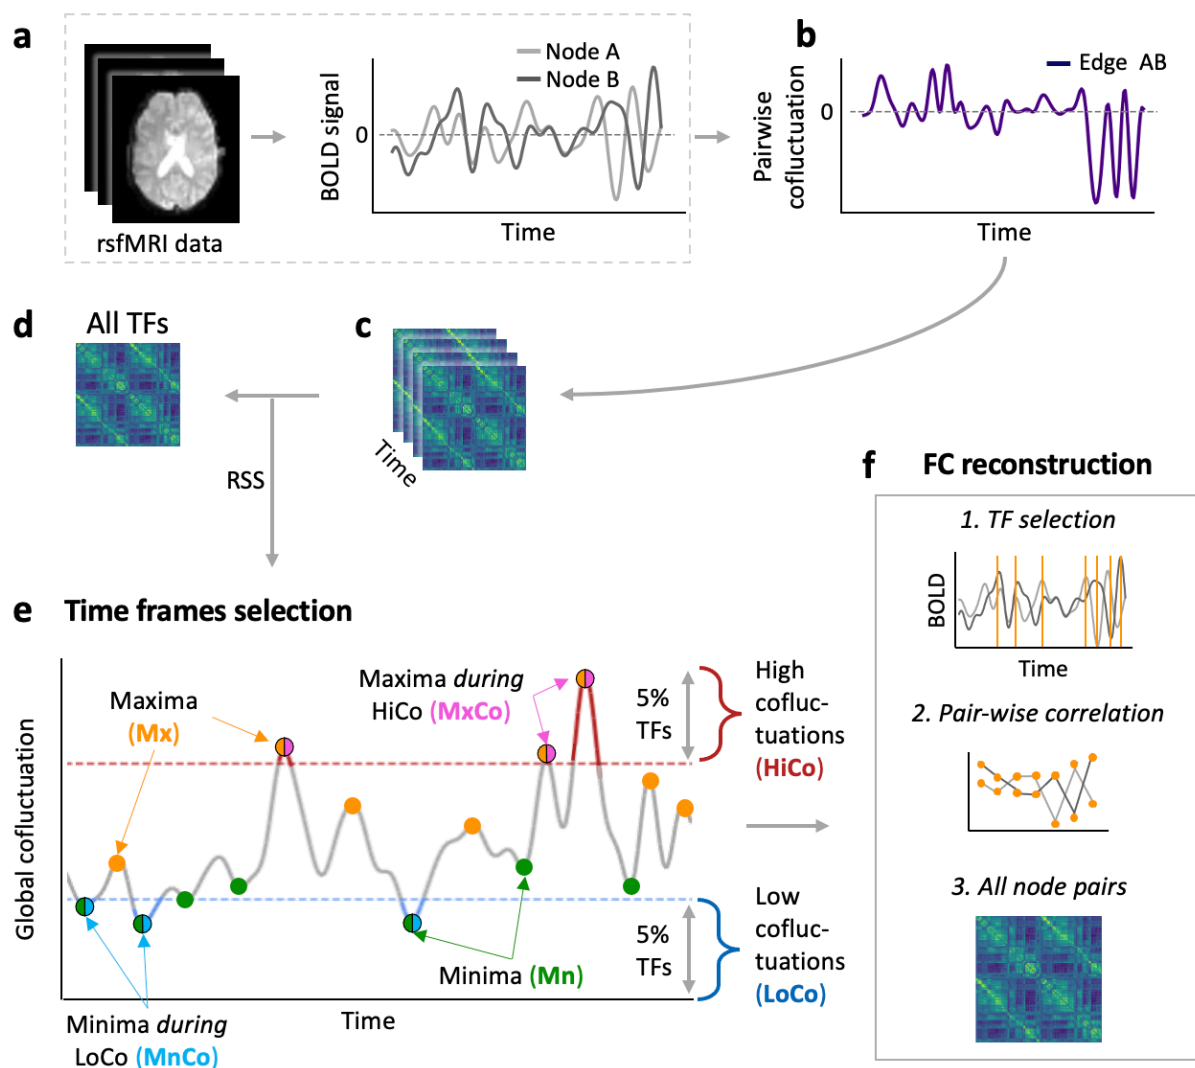 a
rsfMRI data
BOLD signal
0
Node A
Node B
Time
b
Pairwise
cofluctuation
0
Edge AB
Time
d
All TFs
c
Time
RSS
e Time frames selection
Global cofluctuation
Maxima
(Mx)
Maxima during
HiCo (MxCo)
5%
TFs
High
cofluc-
tuations
(HiCo)
Minima (Mn)
5%
TFs
Low
cofluc-
tuations
(LoCo)
Time
Minima during
LoCo (MnCo)
f FC reconstruction
1. TF selection
BOLD
Time
2. Pair-wise correlation
3. All node pairs